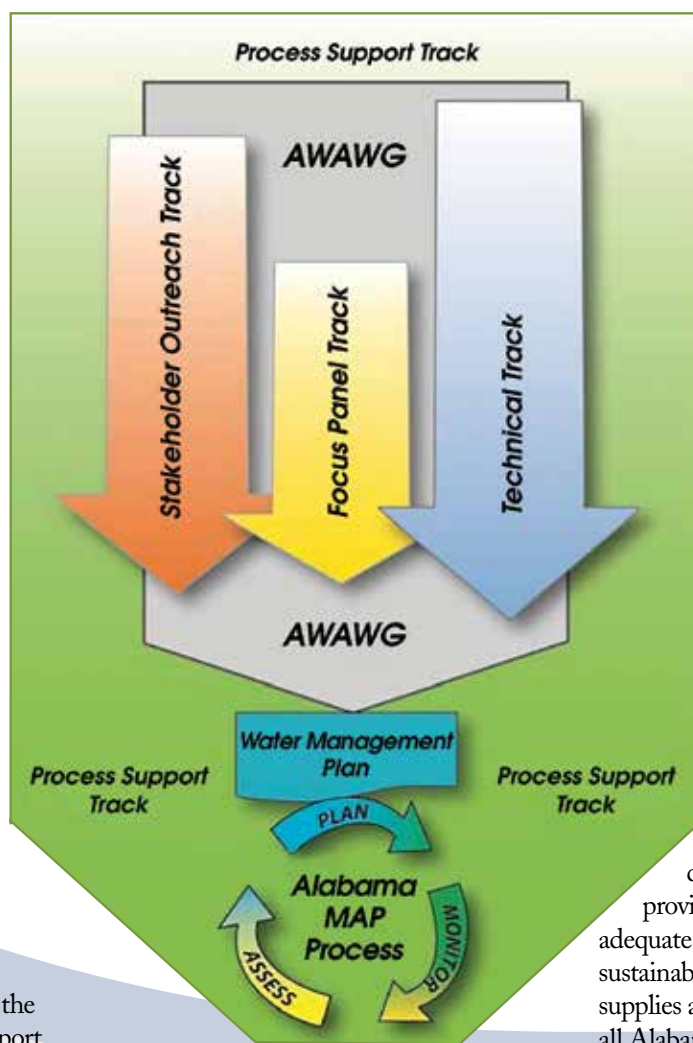 Process Support Track
AWAWG
Stakeholder Outreach Track
Focus Panel Track
Technical Track
AWAWG
Water Management
Plan
Process Support
Track
Process Support
Track
PLAN
MONITOR
ASSESS
Alabama
MAP
Process
provi
adequate
sustainab
supplies a
all Alabam
the
port